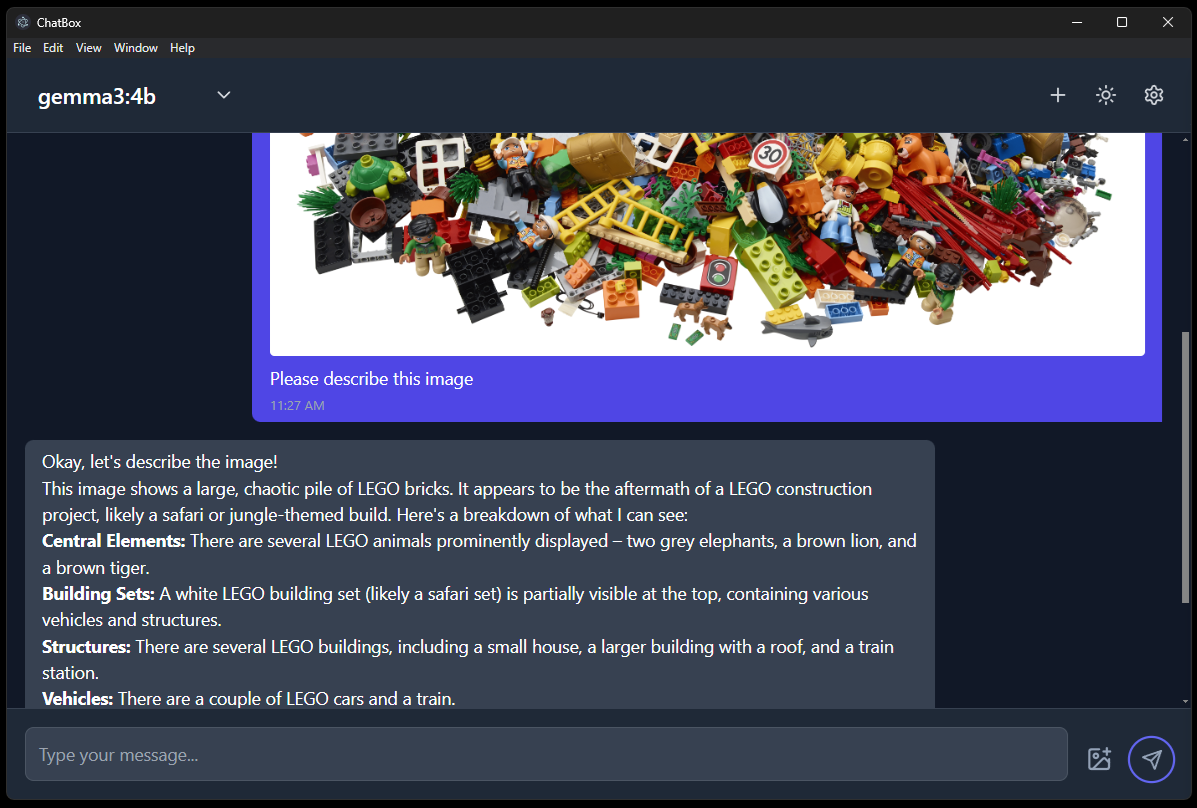 ChatBox
File Edit View Window Help
gemma3:4b
30
Please describe this image
11:27 AM
Okay, let's describe the image!
This image shows a large, chaotic pile of LEGO bricks. It appears to be the aftermath of a LEGO construction
project, likely a safari or jungle-themed build. Here's a breakdown of what I can see:
Central Elements: There are several LEGO animals prominently displayed – two grey elephants, a brown lion, and
a brown tiger.
Building Sets: A white LEGO building set (likely a safari set) is partially visible at the top, containing various
vehicles and structures.
Structures: There are several LEGO buildings, including a small house, a larger building with a roof, and a train
station.
Vehicles: There are a couple of LEGO cars and a train.
Type your message...